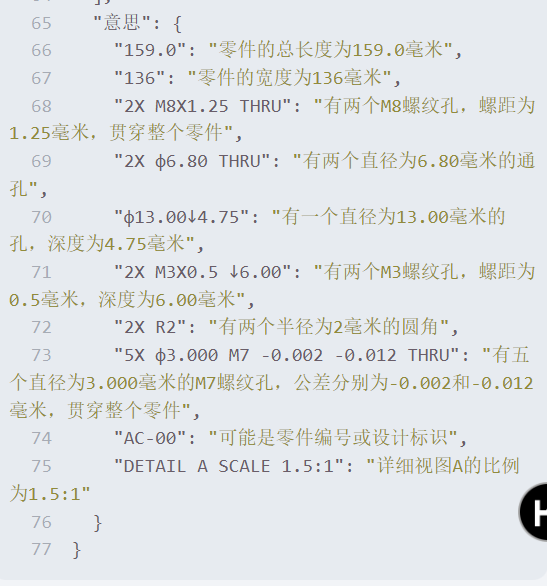 65 "意思": {
66 "159.0": "零件的总长度为159.0毫米",
67 "136": "零件的宽度为136毫米",
68 "2X M8X1.25 THRU": "有两个M8螺纹孔，螺距为
1.25毫米，贯穿整个零件",
69 "2X ϕ6.80 THRU": "有两个直径为6.80毫米的通
孔",
70 "ϕ13.00↓4.75": "有一个直径为13.00毫米的
孔，深度为4.75毫米",
71 "2X M3X0.5 ↓6.00": "有两个M3螺纹孔，螺距为
0.5毫米，深度为6.00毫米",
72 "2X R2": "有两个半径为2毫米的圆角",
73 "5X ϕ3.000 M7 -0.002 -0.012 THRU": "有五
个直径为3.000毫米的M7螺纹孔，公差分别为-0.002和-0.012
毫米，贯穿整个零件",
74 "AC-00": "可能是零件编号或设计标识",
75 "DETAIL A SCALE 1.5:1": "详细视图A的比例
为1.5:1"
76 }
77 }